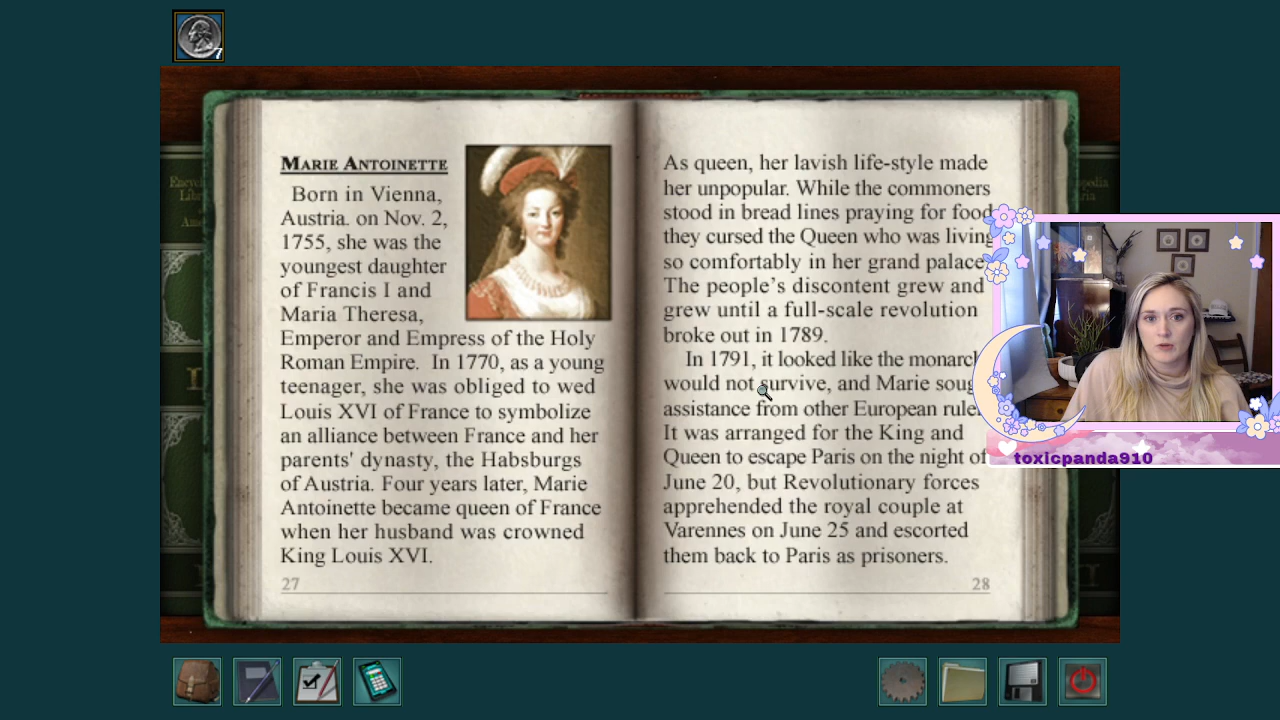 7
MARIE ANTOINETTE
Born in Vienna,
Austria. on Nov. 2,
1755, she was the
youngest daughter
of Francis I and
Maria Theresa,
Emperor and Empress of the Holy
Roman Empire. In 1770, as a young
teenager, she was obliged to wed
Louis XVI of France to symbolize
an alliance between France and her
parents' dynasty, the Habsburgs
of Austria. Four years later, Marie
Antoinette became queen of France
when her husband was crowned
King Louis XVI.
27
As queen, her lavish life-style made
her unpopular. While the commoners
stood in bread lines praying for food
they cursed the Queen who was living
so comfortably in her grand palace
The people's discontent grew and
grew until a full-scale revolution
broke out in 1789.
In 1791, it looked like the
would not survive, and Marie
assistance from other European
It was arranged for the King and
Queen to escape Paris on the night of
June 20, but Revolutionary forces
apprehended the royal couple at
Varennes on June 25 and escorted
them back to Paris as prisoners.
28
toxicpanda910